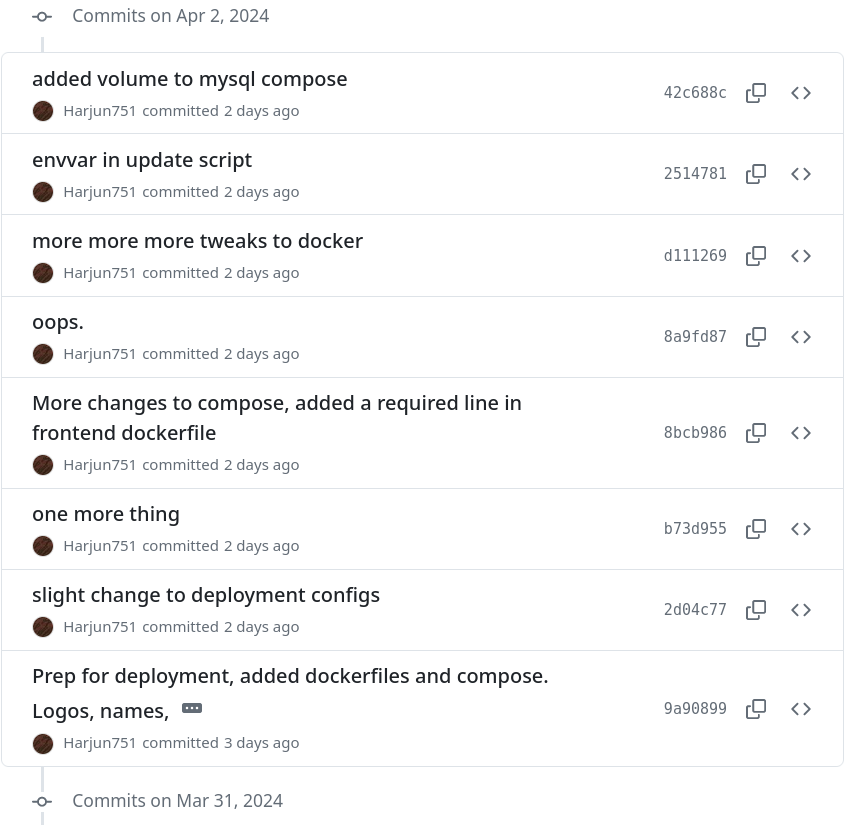 Commits on Apr 2, 2024
added volume to mysql compose
Harjun751 committed 2 days ago
42c688c
envvar in update script
Harjun751 committed 2 days ago
2514781
more more more tweaks to docker
Harjun751 committed 2 days ago
d111269
oops.
Harjun751 committed 2 days ago
8a9fd87
More changes to compose, added a required line in
frontend dockerfile
Harjun751 committed 2 days ago
8bcb986
one more thing
Harjun751 committed 2 days ago
b73d955
slight change to deployment configs
Harjun751 committed 2 days ago
2d04c77
Prep for deployment, added dockerfiles and compose.
Logos, names,
Harjun751 committed 3 days ago
9a90899
Commits on Mar 31, 2024